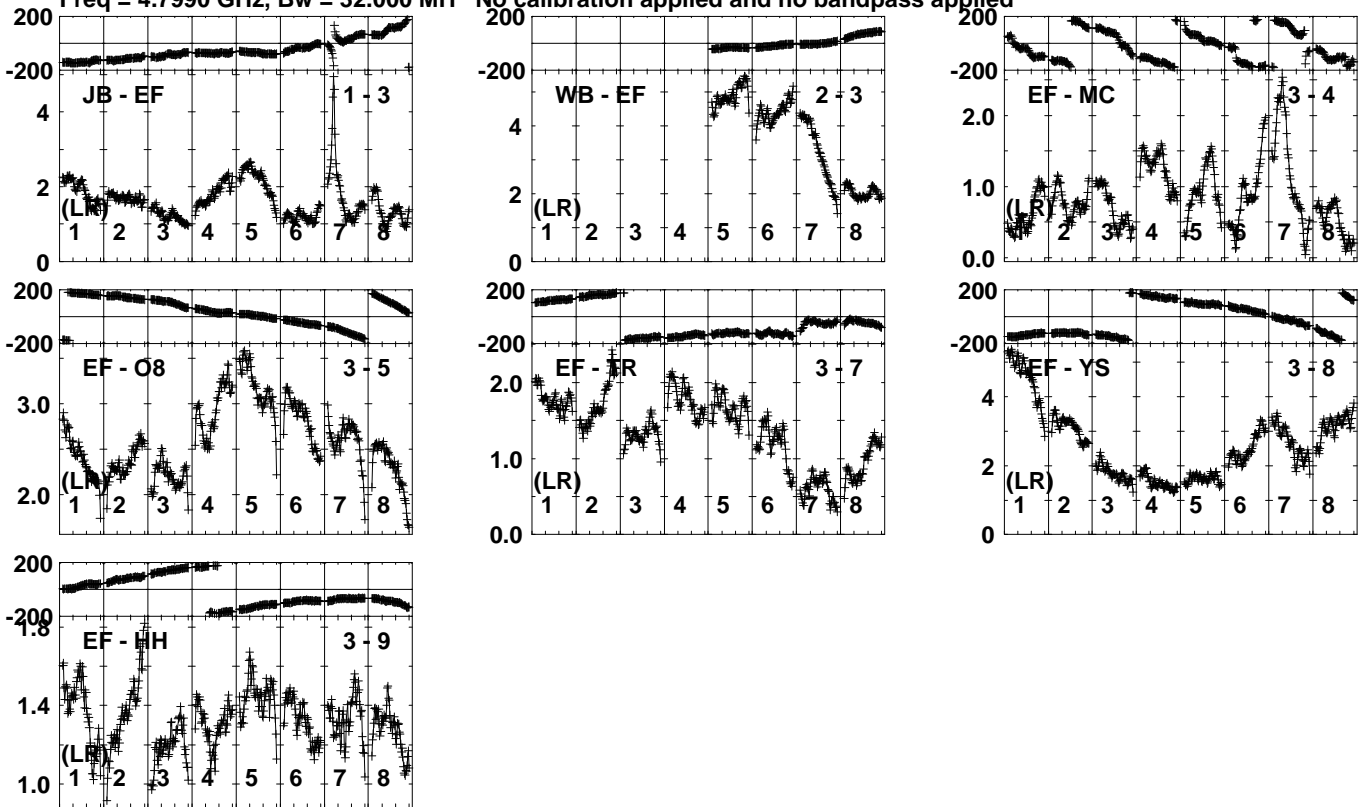 Freq = 4.7990 GHz, Bw = 32.000 MH No calibration applied and no bandpass applied
200
-200
JB - EF 1 - 3
4
2
0
(LR)
1 2 3 4 5 6 7 8
200
-200
WB - EF 2 - 3
4
2
0
(LR)
1 2 3 4 5 6 7 8
200
-200
EF - MC 3 - 4
2.0
1.0
0.0
(LR)
1 2 3 4 5 6 7 8
200
-200
EF - O8 3 - 5
3.0
2.0
(LR)
1 2 3 4 5 6 7 8
200
-200
EF - TR 3 - 7
2.0
1.0
0.0
(LR)
1 2 3 4 5 6 7 8
200
-200
EF - YS 3 - 8
4
2
0
(LR)
1 2 3 4 5 6 7 8
200
-200
1.8
EF - HH 3 - 9
1.4
1.0
(LR)
1 2 3 4 5 6 7 8